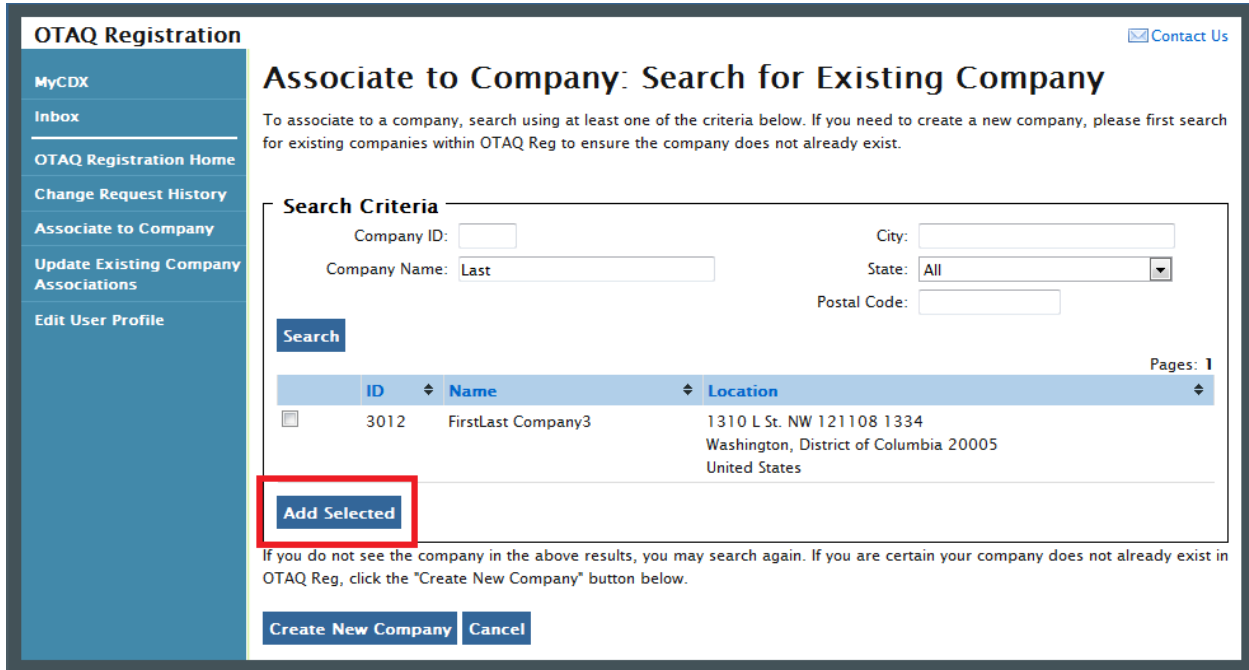 OTAQ Registration
Contact Us
MyCDX
Inbox
OTAQ Registration Home
Change Request History
Associate to Company
Update Existing Company
Associations
Edit User Profile
Associate to Company: Search for Existing Company
To associate to a company, search using at least one of the criteria below. If you need to create a new company, please first search
for existing companies within OTAQ Reg to ensure the company does not already exist.
Search Criteria
Company ID:
City:
Company Name: Last
State: All
Postal Code:
Search
Pages: 1
ID Name Location
3012 FirstLast Company3 1310 L St. NW 121108 1334
Washington, District of Columbia 20005
United States
Add Selected
If you do not see the company in the above results, you may search again. If you are certain your company does not already exist in
OTAQ Reg, click the "Create New Company" button below.
Create New Company Cancel